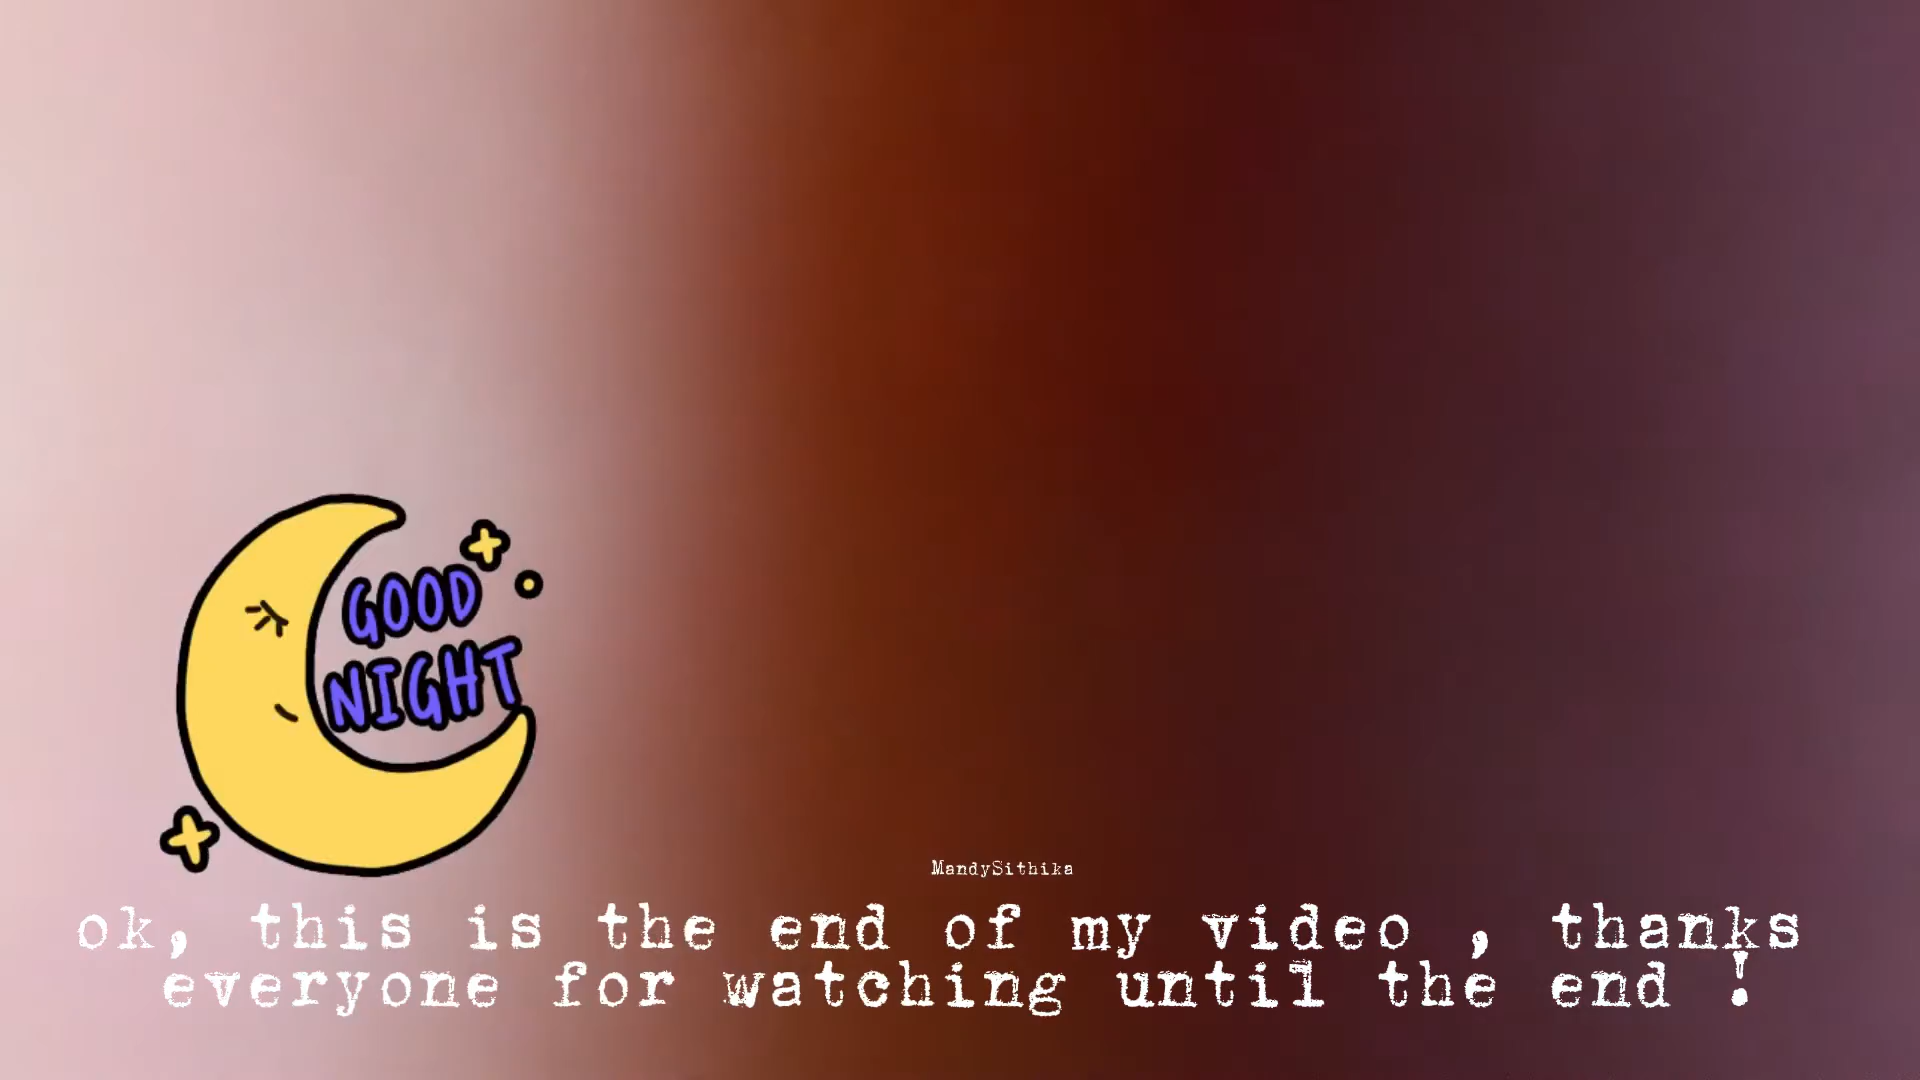 GOOD
NIGHT
MandySithika
ok, this is the end of my video , thanks
everyone for watching until the end !